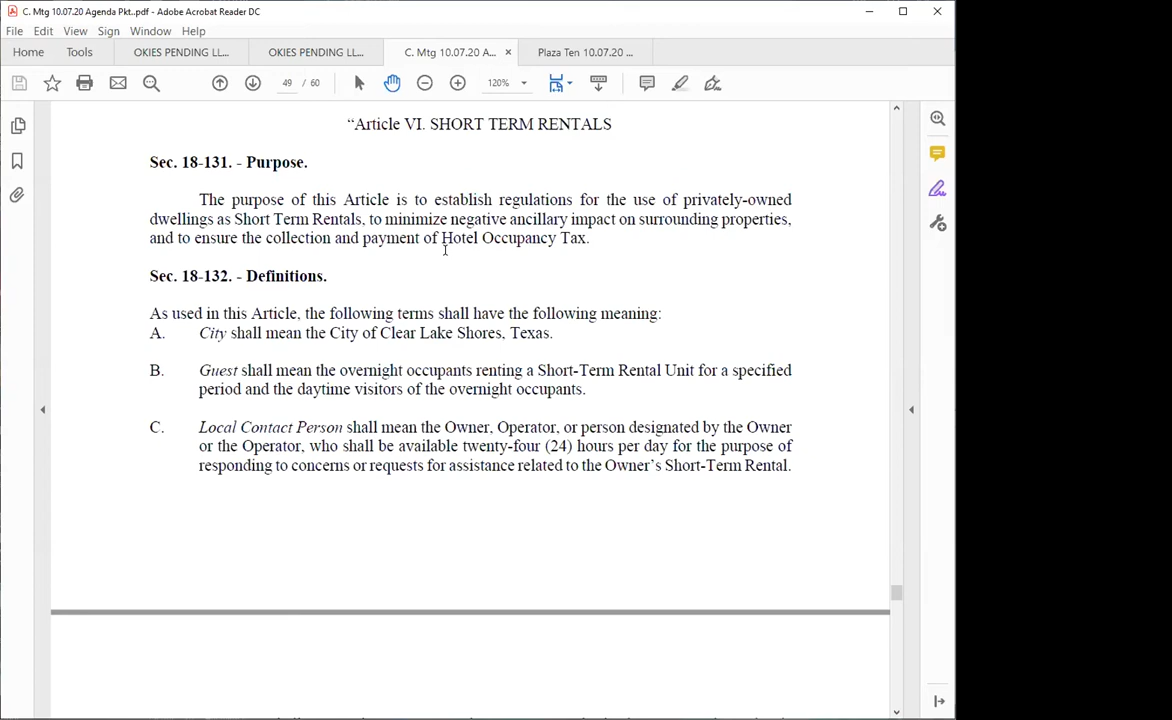 C. Mtg 10.07.20 Agenda Pkt..pdf - Adobe Acrobat Reader DC
File Edit View Sign Window Help
Home Tools OKIES PENDING LL... OKIES PENDING LL... C. Mtg 10.07.20 A... × Plaza Ten 10.07.20 ...
49 / 60 120%
“Article VI. SHORT TERM RENTALS
Sec. 18-131. - Purpose.
The purpose of this Article is to establish regulations for the use of privately-owned
dwellings as Short Term Rentals, to minimize negative ancillary impact on surrounding properties,
and to ensure the collection and payment of Hotel Occupancy Tax.
Sec. 18-132. - Definitions.
As used in this Article, the following terms shall have the following meaning:
A. City shall mean the City of Clear Lake Shores, Texas.
B. Guest shall mean the overnight occupants renting a Short-Term Rental Unit for a specified
period and the daytime visitors of the overnight occupants.
C. Local Contact Person shall mean the Owner, Operator, or person designated by the Owner
or the Operator, who shall be available twenty-four (24) hours per day for the purpose of
responding to concerns or requests for assistance related to the Owner’s Short-Term Rental.